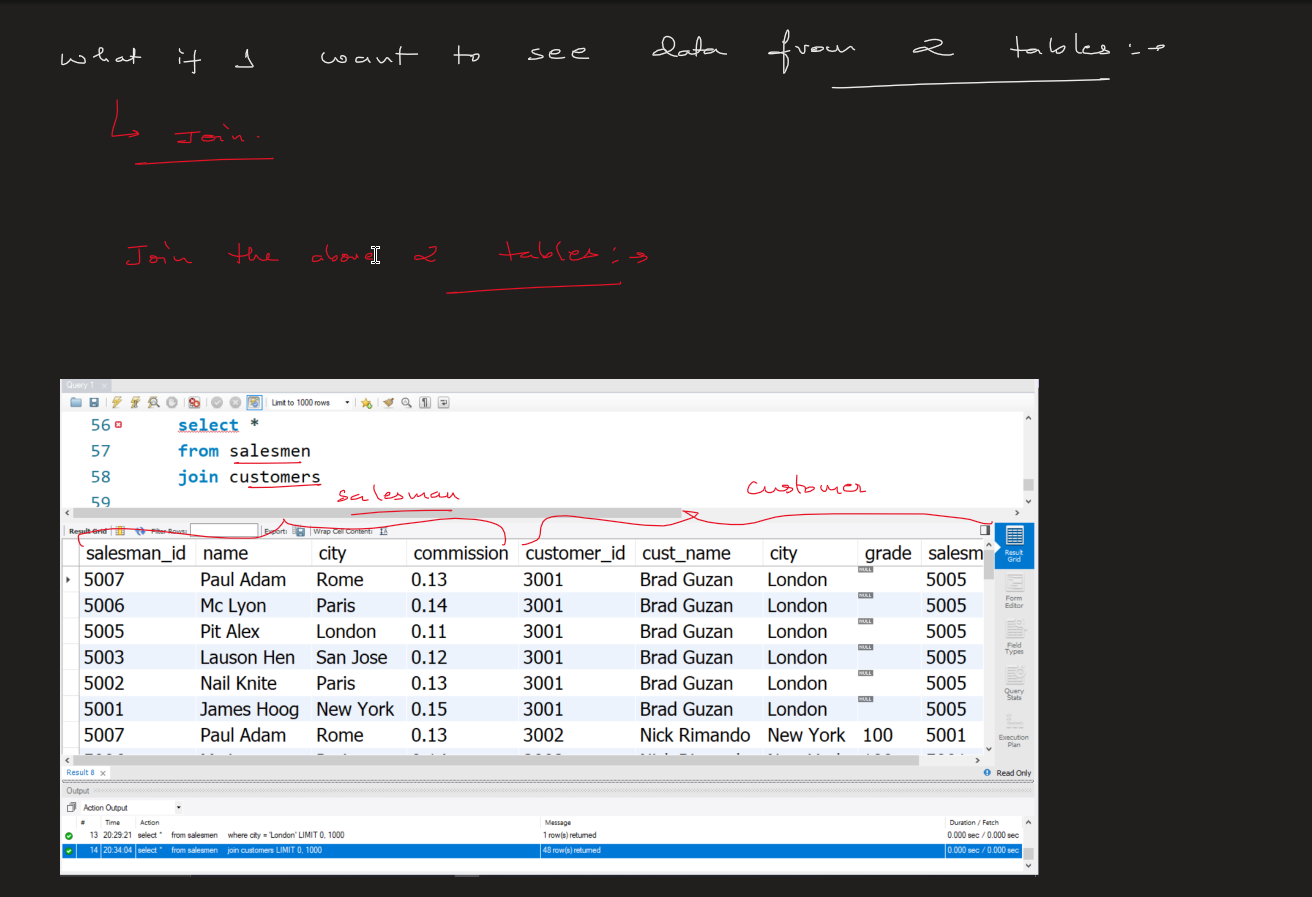 what if I want to see data from 2 tables :→
↳ Join.
Join the above 2 tables :→
Query 1 ×
Limit to 1000 rows
56 select *
57 from salesmen
58 join customers
59
salesman customer
Result Grid Filter Rows: Export: Wrap Cell Content: IA
salesman_id name city commission customer_id cust_name city grade salesm
5007 Paul Adam Rome 0.13 3001 Brad Guzan London NULL 5005
5006 Mc Lyon Paris 0.14 3001 Brad Guzan London NULL 5005
5005 Pit Alex London 0.11 3001 Brad Guzan London NULL 5005
5003 Lauson Hen San Jose 0.12 3001 Brad Guzan London NULL 5005
5002 Nail Knite Paris 0.13 3001 Brad Guzan London NULL 5005
5001 James Hoog New York 0.15 3001 Brad Guzan London NULL 5005
5007 Paul Adam Rome 0.13 3002 Nick Rimando New York 100 5001
Result Grid
Form Editor
Field Types
Query Stats
Execution Plan
Result 8 × Read Only
Output
Action Output
# Time Action Message Duration / Fetch
13 20:29:21 select * from salesmen where city = 'London' LIMIT 0, 1000 1 row(s) returned 0.000 sec / 0.000 sec
14 20:34:04 select * from salesmen join customers LIMIT 0, 1000 48 row(s) returned 0.000 sec / 0.000 sec